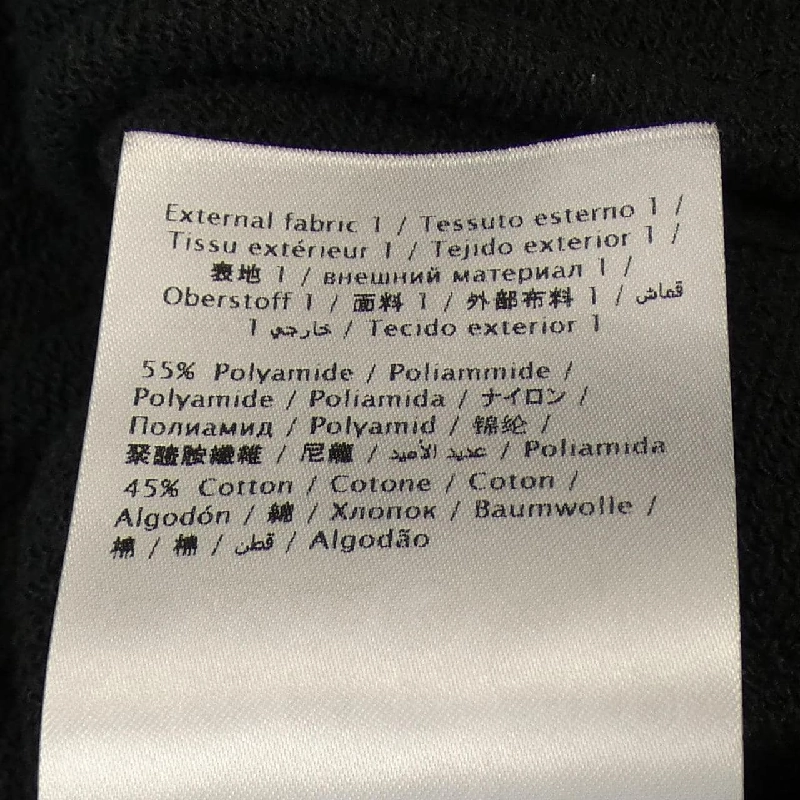 External fabric 1 / Tessuto esterno 1 /
Tissu extérieur 1 / Tejido exterior 1 /
表地 1 / внешний материал 1 /
Oberstoff 1 / 面料 1 / 外部布料 1 / قماش
خارجي 1 / Tecido exterior 1
55% Polyamide / Poliammide /
Polyamide / Poliamida / ナイロン /
Полиамид / Polyamid / 锦纶 /
聚醯胺纖維 / 尼龍 / عديد الأميد / Poliamida
45% Cotton / Cotone / Coton /
Algodón / 綿 / Хлопок / Baumwolle /
棉 / 棉 / قطن / Algodão